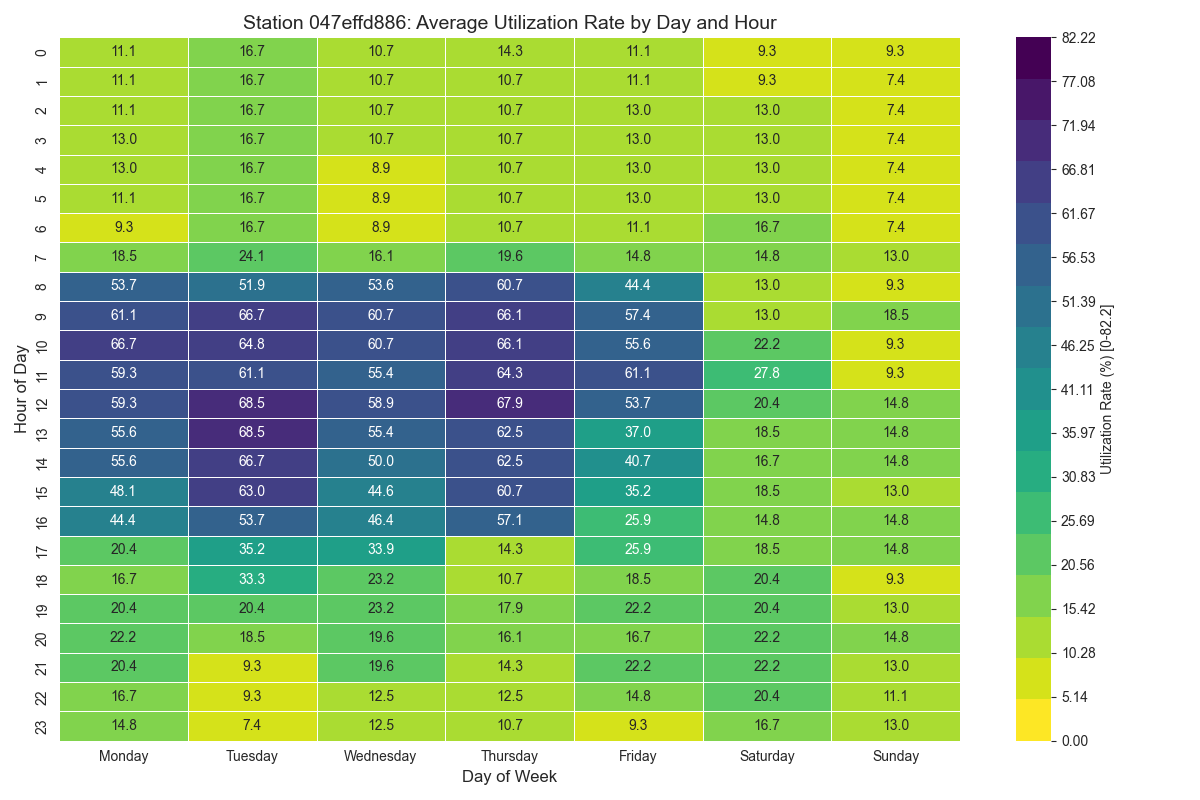 Station 047effd886: Average Utilization Rate by Day and Hour
0 11.1 16.7 10.7 14.3 11.1 9.3 9.3
1 11.1 16.7 10.7 10.7 11.1 9.3 7.4
2 11.1 16.7 10.7 10.7 13.0 13.0 7.4
3 13.0 16.7 10.7 10.7 13.0 13.0 7.4
4 13.0 16.7 8.9 10.7 13.0 13.0 7.4
5 11.1 16.7 8.9 10.7 13.0 13.0 7.4
6 9.3 16.7 8.9 10.7 11.1 16.7 7.4
7 18.5 24.1 16.1 19.6 14.8 14.8 13.0
8 53.7 51.9 53.6 60.7 44.4 13.0 9.3
9 61.1 66.7 60.7 66.1 57.4 13.0 18.5
10 66.7 64.8 60.7 66.1 55.6 22.2 9.3
11 59.3 61.1 55.4 64.3 61.1 27.8 9.3
12 59.3 68.5 58.9 67.9 53.7 20.4 14.8
13 55.6 68.5 55.4 62.5 37.0 18.5 14.8
14 55.6 66.7 50.0 62.5 40.7 16.7 14.8
15 48.1 63.0 44.6 60.7 35.2 18.5 13.0
16 44.4 53.7 46.4 57.1 25.9 14.8 14.8
17 20.4 35.2 33.9 14.3 25.9 18.5 14.8
18 16.7 33.3 23.2 10.7 18.5 20.4 9.3
19 20.4 20.4 23.2 17.9 22.2 20.4 13.0
20 22.2 18.5 19.6 16.1 16.7 22.2 14.8
21 20.4 9.3 19.6 14.3 22.2 22.2 13.0
22 16.7 9.3 12.5 12.5 14.8 20.4 11.1
23 14.8 7.4 12.5 10.7 9.3 16.7 13.0
Monday Tuesday Wednesday Thursday Friday Saturday Sunday
Day of Week
Hour of Day
82.22
77.08
71.94
66.81
61.67
56.53
51.39
46.25
41.11
35.97
30.83
25.69
20.56
15.42
10.28
5.14
0.00
Utilization Rate (%) [0-82.2]